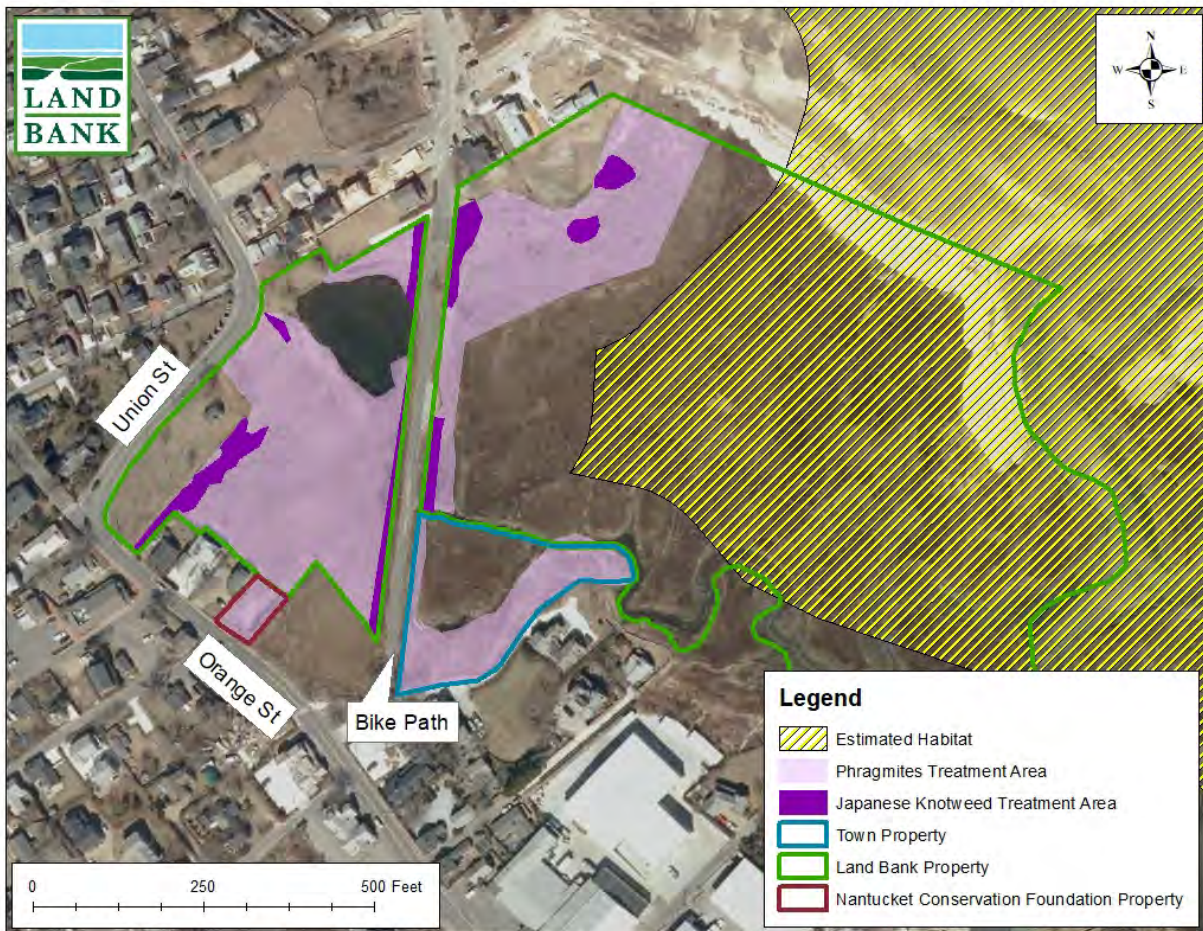 LAND
BANK
N
W E
S
Union St
Orange St
Bike Path
Legend
Estimated Habitat
Phragmites Treatment Area
Japanese Knotweed Treatment Area
Town Property
Land Bank Property
Nantucket Conservation Foundation Property
0 250 500 Feet